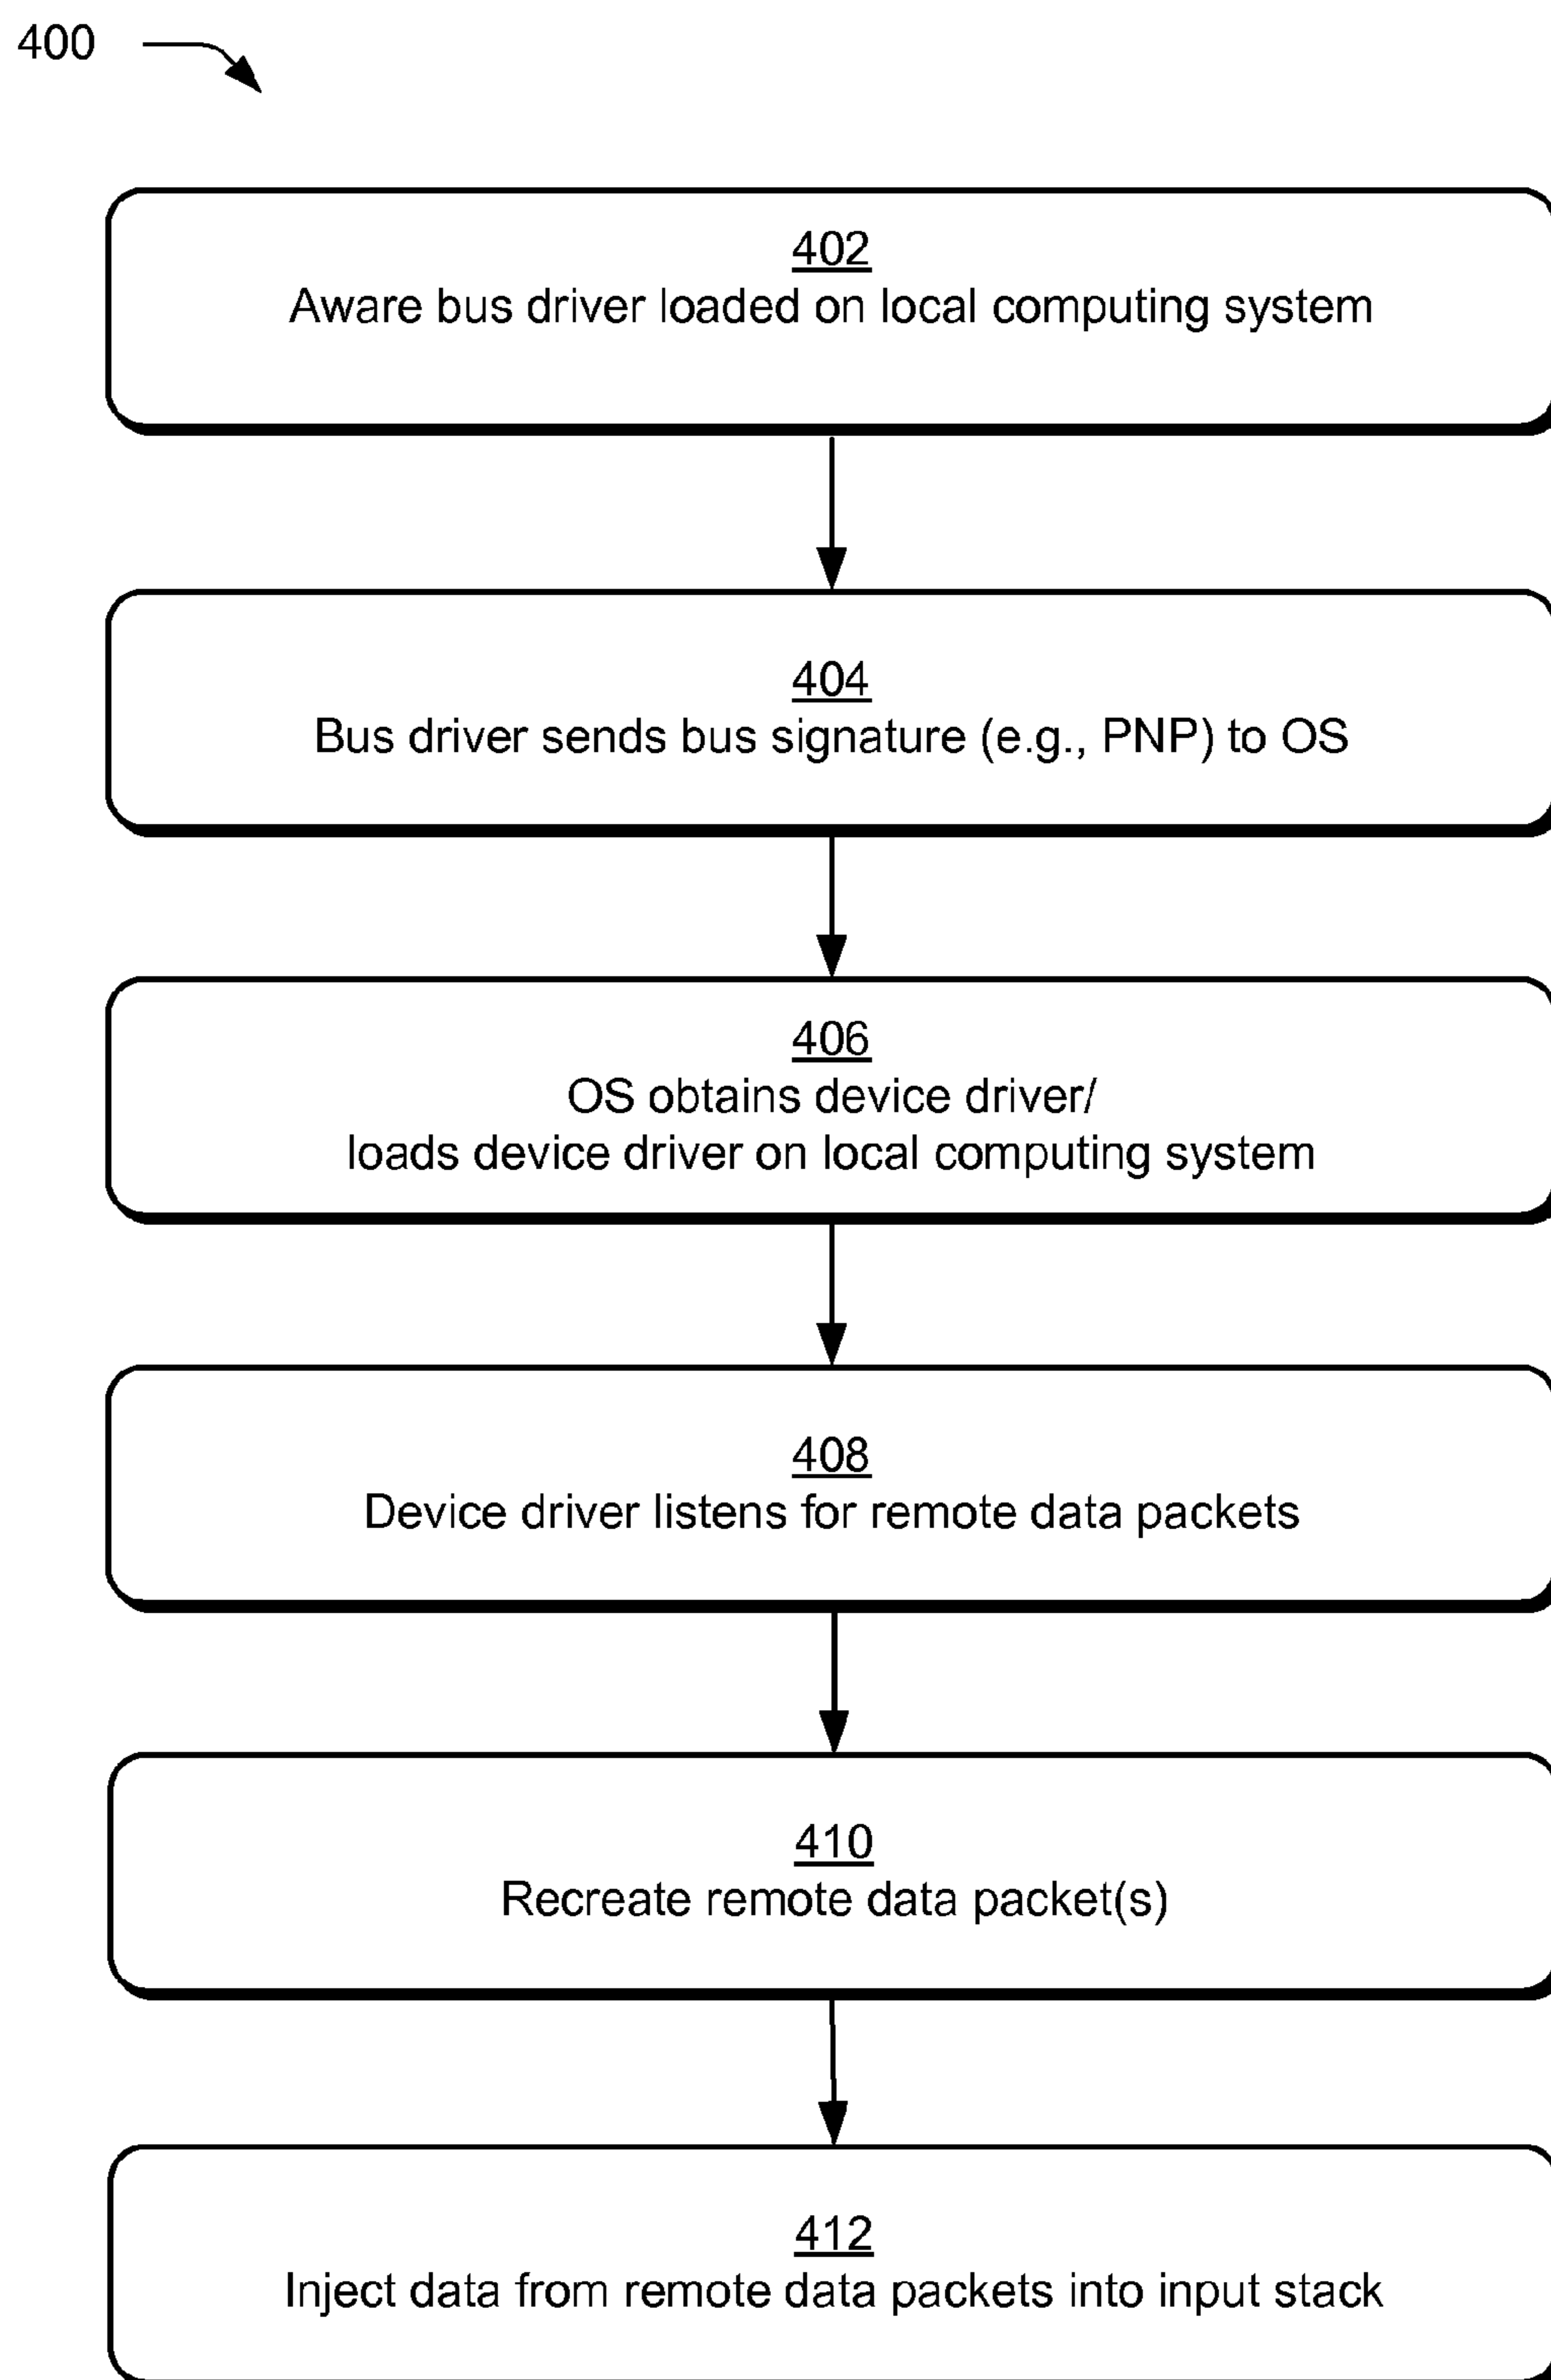 400
402
Aware bus driver loaded on local computing system
404
Bus driver sends bus signature (e.g., PNP) to OS
406
OS obtains device driver/
loads device driver on local computing system
408
Device driver listens for remote data packets
410
Recreate remote data packet(s)
412
Inject data from remote data packets into input stack